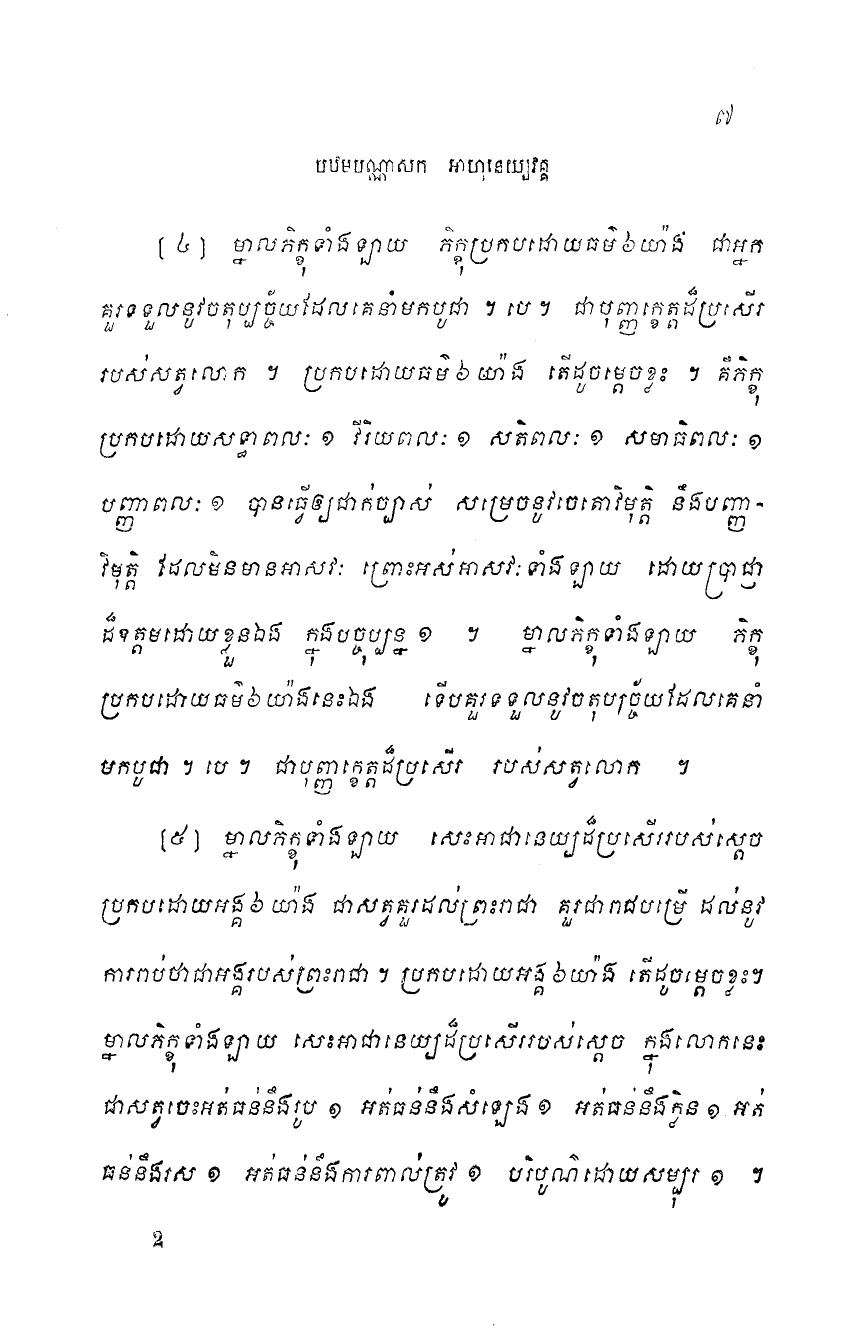 ៧
បឋមបណ្ណាសក អាហុនេយ្យវគ្គ
[៤] ម្នាលភិក្ខុទាំងឡាយ ភិក្ខុប្រកបដោយធម៌៦យ៉ាង ជាអ្នក
គួរទទួលនូវចតុប្បច្ច័យដែលគេនាំមកបូជា ។ បេ ។ ជាបុញ្ញក្ខេត្តដ៏ប្រសើរ
របស់សត្វលោក ។ ប្រកបដោយធម៌៦យ៉ាង តើដូចម្តេចខ្លះ ។ គឺភិក្ខុ
ប្រកបដោយសទ្ធាពលៈ ១ វីរិយពលៈ ១ សតិពលៈ ១ សមាធិពលៈ ១
បញ្ញាពលៈ ១ បានធ្វើឲ្យជាក់ច្បាស់ សម្រេចនូវចេតោវិមុត្តិ នឹងបញ្ញា-
វិមុត្តិ ដែលមិនមានអាសវៈ ព្រោះអស់អាសវៈទាំងឡាយ ដោយប្រាជ្ញា
ដ៏ឧត្តមដោយខ្លួនឯង ក្នុងបច្ចុប្បន្ន ១ ។ ម្នាលភិក្ខុទាំងឡាយ ភិក្ខុ
ប្រកបដោយធម៌៦យ៉ាងនេះឯង ទើបគួរទទួលនូវចតុប្បច្ច័យដែលគេនាំ
មកបូជា ។ បេ ។ ជាបុញ្ញក្ខេត្តដ៏ប្រសើរ របស់សត្វលោក ។
[៥] ម្នាលភិក្ខុទាំងឡាយ សេះអាជានេយ្យដ៏ប្រសើររបស់ស្តេច
ប្រកបដោយអង្គ៦យ៉ាង ជាសត្វគួរដល់ព្រះរាជា គួរជារាជបម្រើ ដល់នូវ
ការរាប់ថាជាអង្គរបស់ព្រះរាជា ។ ប្រកបដោយអង្គ៦យ៉ាង តើដូចម្តេចខ្លះ។
ម្នាលភិក្ខុទាំងឡាយ សេះអាជានេយ្យដ៏ប្រសើររបស់ស្តេច ក្នុងលោកនេះ
ជាសត្វចេះអត់ធន់នឹងរូប ១ អត់ធន់នឹងសំឡេង ១ អត់ធន់នឹងក្លិន ១ អត់
ធន់នឹងរស ១ អត់ធន់នឹងការពាល់ត្រូវ ១ បរិបូណ៌ដោយសម្បុរ ១ ។